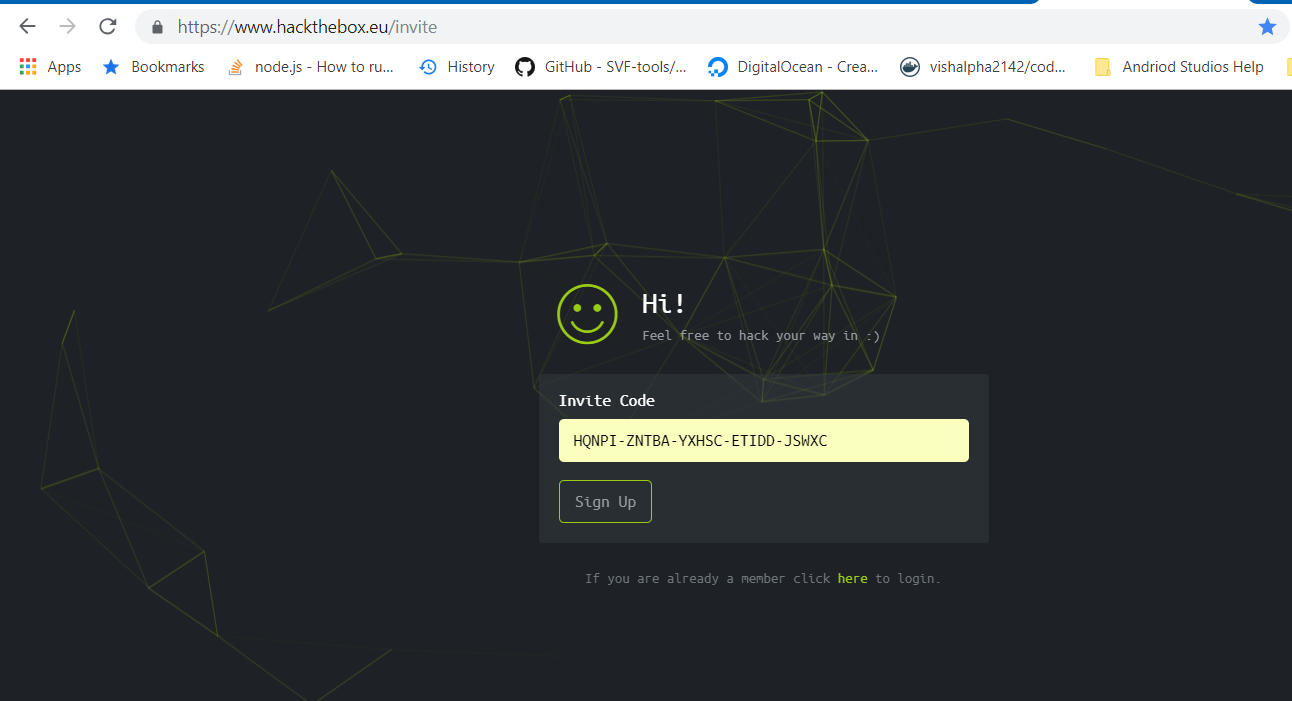 https://www.hackthebox.eu/invite
Apps Bookmarks node.js - How to ru... History GitHub - SVF-tools/... DigitalOcean - Crea... vishalpha2142/cod... Andriod Studios Help
Hi!
Feel free to hack your way in :)
Invite Code
HQNPI-ZNTBA-YXHSC-ETIDD-JSWXC
Sign Up
If you are already a member click here to login.